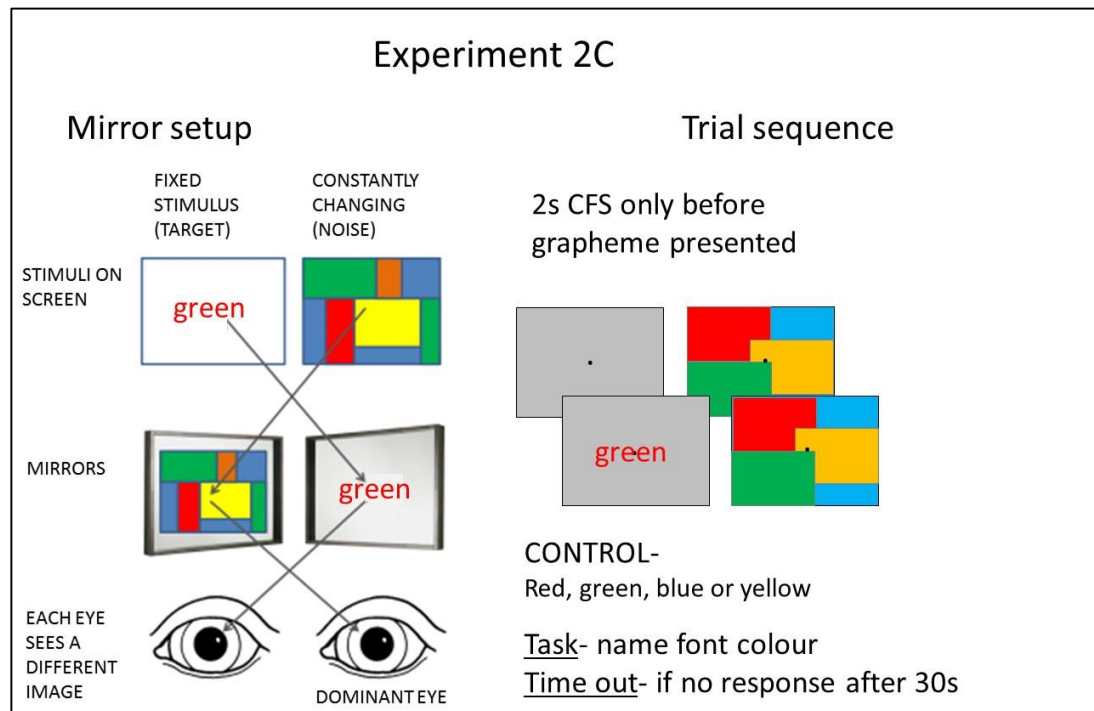 Experiment 2C
Mirror setup
FIXED
STIMULUS
(TARGET)
CONSTANTLY
CHANGING
(NOISE)
STIMULI ON
SCREEN
green
MIRRORS
green
EACH EYE
SEES A
DIFFERENT
IMAGE
DOMINANT EYE
Trial sequence
2s CFS only before
grapheme presented
green
CONTROL-
Red, green, blue or yellow
Task- name font colour
Time out- if no response after 30s